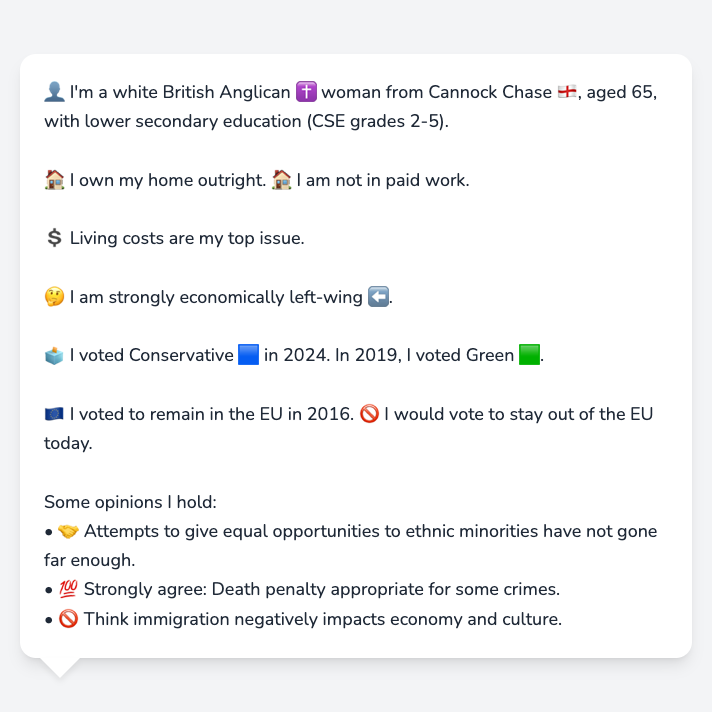 👤 I'm a white British Anglican ✝️ woman from Cannock Chase 🏴󠁧󠁢󠁥󠁮󠁧󠁿, aged 65,
with lower secondary education (CSE grades 2-5).
🏠 I own my home outright. 🏠 I am not in paid work.
💲 Living costs are my top issue.
🤔 I am strongly economically left-wing ⬅️.
🗳️ I voted Conservative 🟦 in 2024. In 2019, I voted Green 🟩.
🇪🇺 I voted to remain in the EU in 2016. 🚫 I would vote to stay out of the EU
today.
Some opinions I hold:
• 🤝 Attempts to give equal opportunities to ethnic minorities have not gone
far enough.
• 💯 Strongly agree: Death penalty appropriate for some crimes.
• 🚫 Think immigration negatively impacts economy and culture.